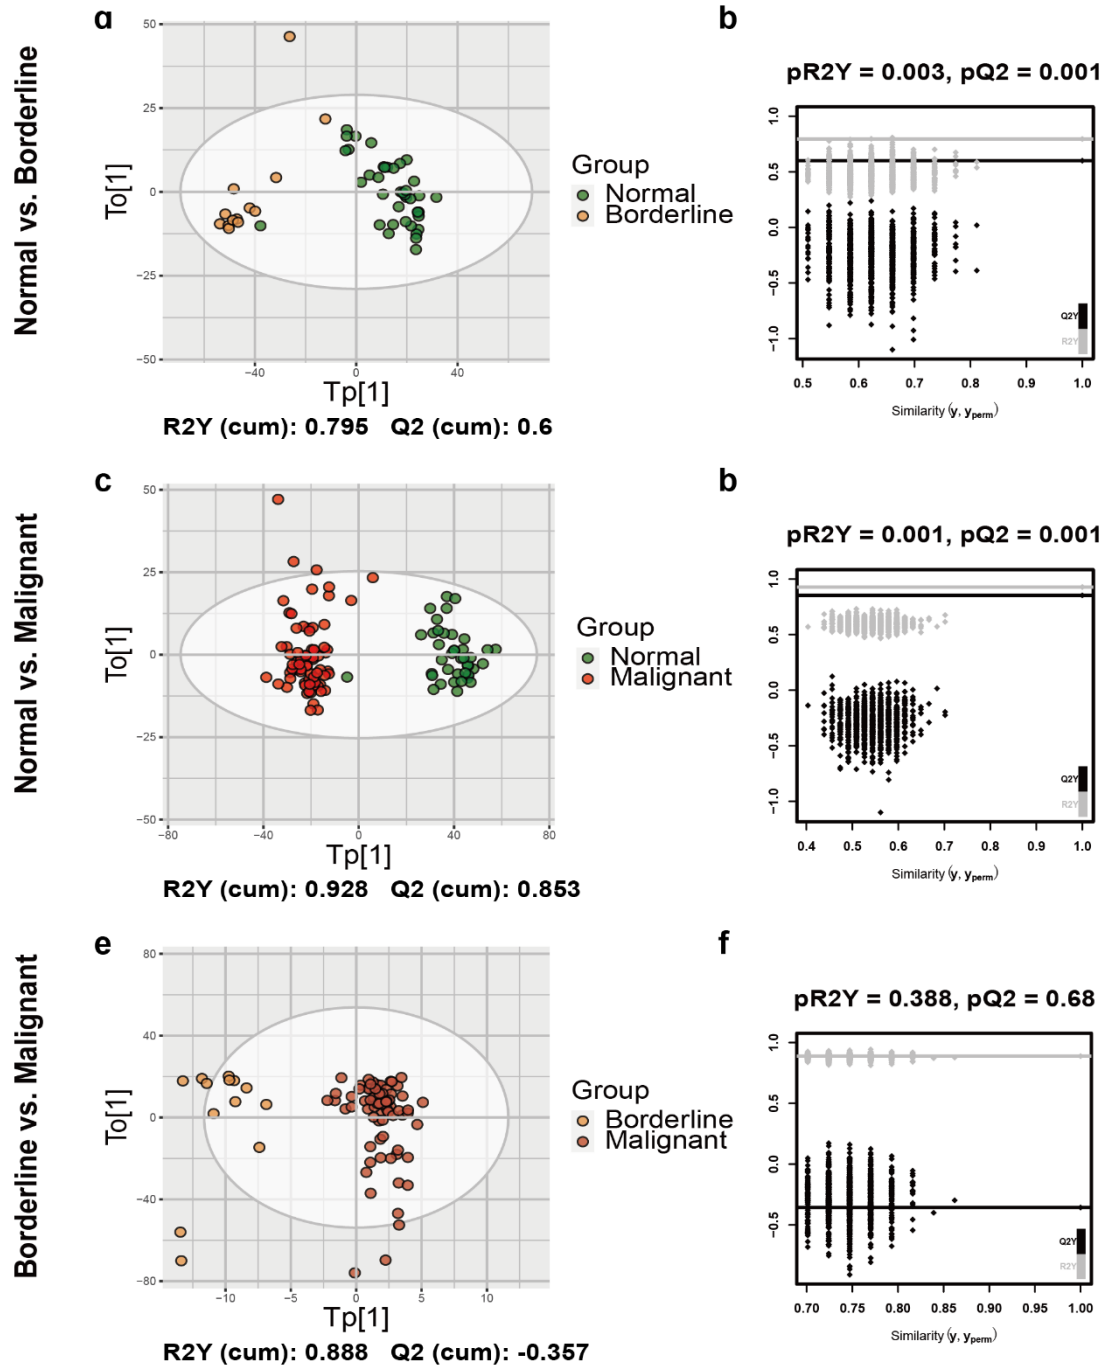 Normal vs. Borderline
a
50
25
0
−25
−50
To[1]
−40
0
40
Tp[1]
R2Y (cum): 0.795 Q2 (cum): 0.6
Group
Normal
Borderline
b
pR2Y = 0.003, pQ2 = 0.001
1.0
0.5
0.0
−0.5
−1.0
Q2Y
R2Y
0.5 0.6 0.7 0.8 0.9 1.0
Similarity (y, yperm)
Normal vs. Malignant
c
50
25
0
−25
−50
To[1]
−80 −40 0 40 80
Tp[1]
R2Y (cum): 0.928 Q2 (cum): 0.853
Group
Normal
Malignant
b
pR2Y = 0.001, pQ2 = 0.001
1.0
0.5
0.0
−0.5
−1.0
Q2Y
R2Y
0.4 0.5 0.6 0.7 0.8 0.9 1.0
Similarity (y, yperm)
Borderline vs. Malignant
e
80
40
0
−40
−80
To[1]
−10 −5 0 5 10
Tp[1]
R2Y (cum): 0.888 Q2 (cum): -0.357
Group
Borderline
Malignant
f
pR2Y = 0.388, pQ2 = 0.68
1.0
0.5
0.0
−0.5
Q2Y
R2Y
0.70 0.75 0.80 0.85 0.90 0.95 1.00
Similarity (y, yperm)